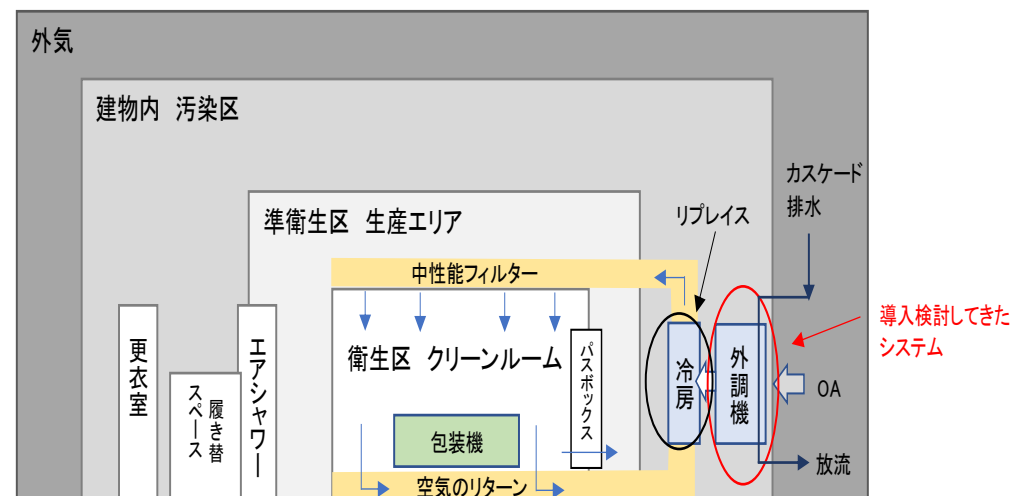 外気
建物内 汚染区
カスケード
排水
準衛生区 生産エリア
リプレイス
中性能フィルター
導入検討してきた
システム
更衣室
エアシャワー
衛生区 クリーンルーム
パスボックス
冷房
外調機
OA
履き替
スペース
包装機
放流
空気のリターン